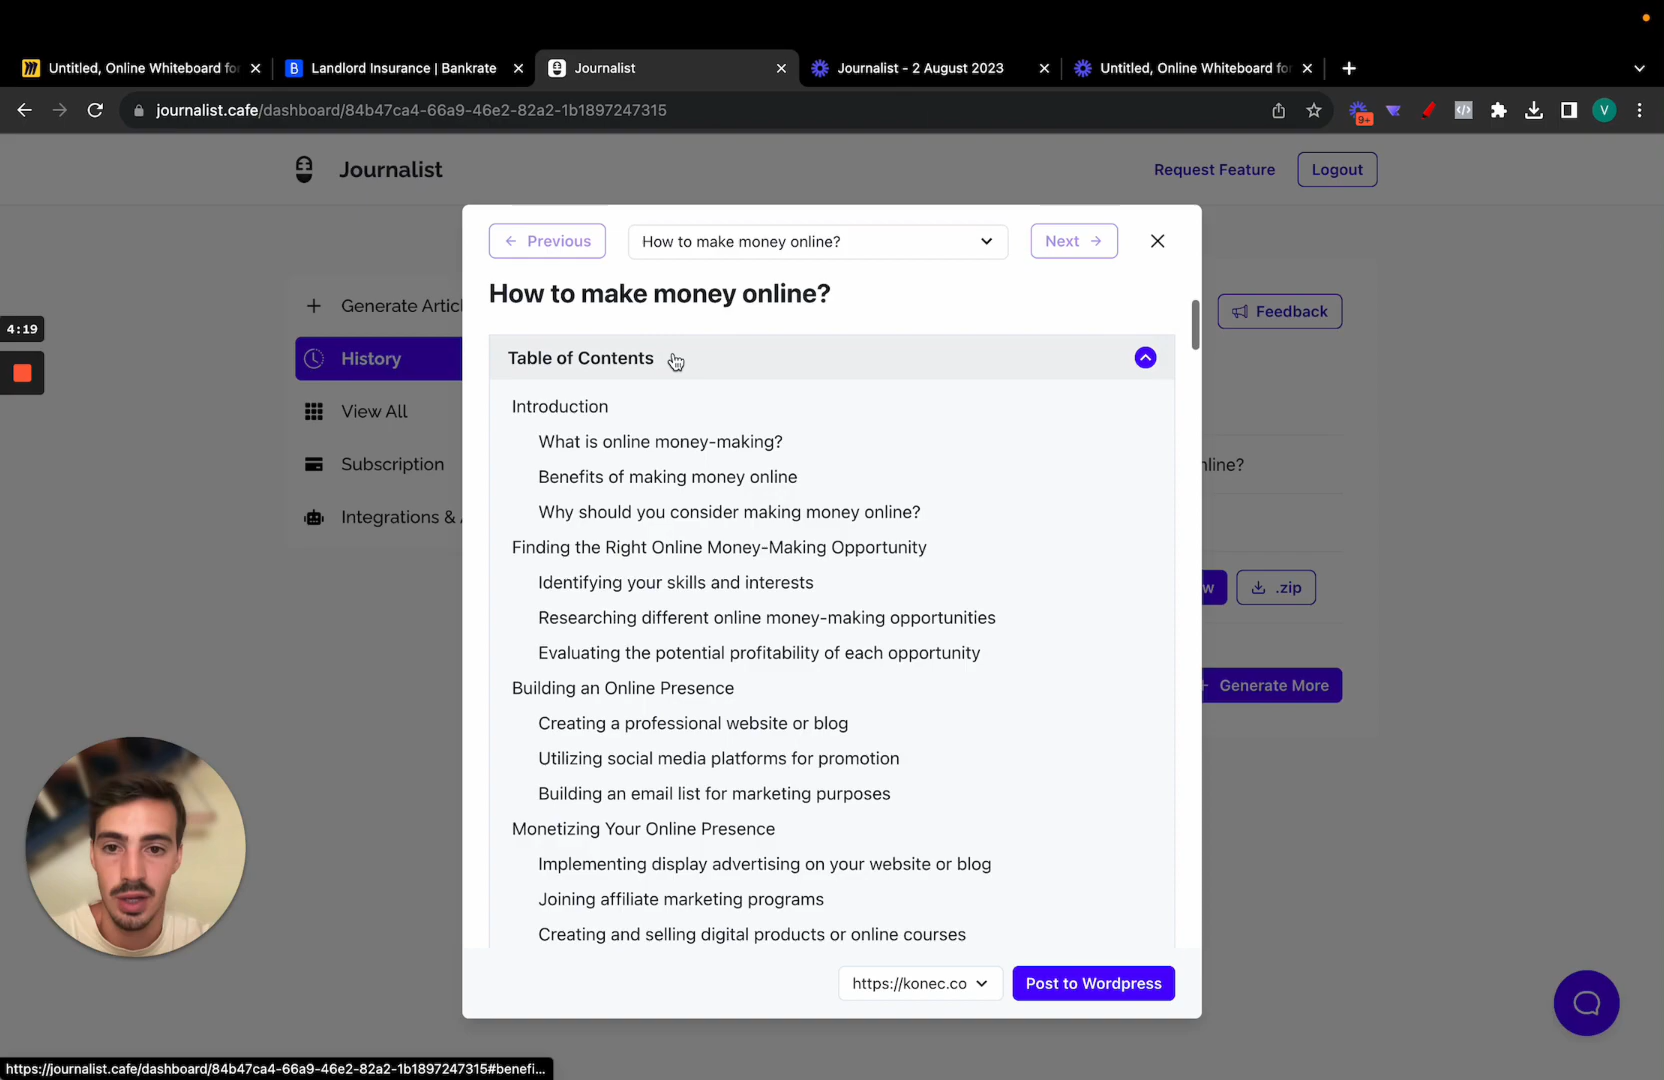 Untitled, Online Whiteboard for
Landlord Insurance | Bankrate
Journalist
Journalist - 2 August 2023
Untitled, Online Whiteboard for
journalist.cafe/dashboard/84b47ca4-66a9-46e2-82a2-1b1897247315
9+
V
Journalist
Request Feature
Logout
Previous
How to make money online?
Next
How to make money online?
Generate Articl
Feedback
4:19
History
Table of Contents
Introduction
View All
What is online money-making?
Subscription
nline?
Benefits of making money online
Integrations & A
Why should you consider making money online?
Finding the Right Online Money-Making Opportunity
Identifying your skills and interests
w
.zip
Researching different online money-making opportunities
Evaluating the potential profitability of each opportunity
Building an Online Presence
Generate More
Creating a professional website or blog
Utilizing social media platforms for promotion
Building an email list for marketing purposes
Monetizing Your Online Presence
Implementing display advertising on your website or blog
Joining affiliate marketing programs
Creating and selling digital products or online courses
https://konec.co
Post to Wordpress
https://journalist.cafe/dashboard/84b47ca4-66a9-46e2-82a2-1b1897247315#benefi...